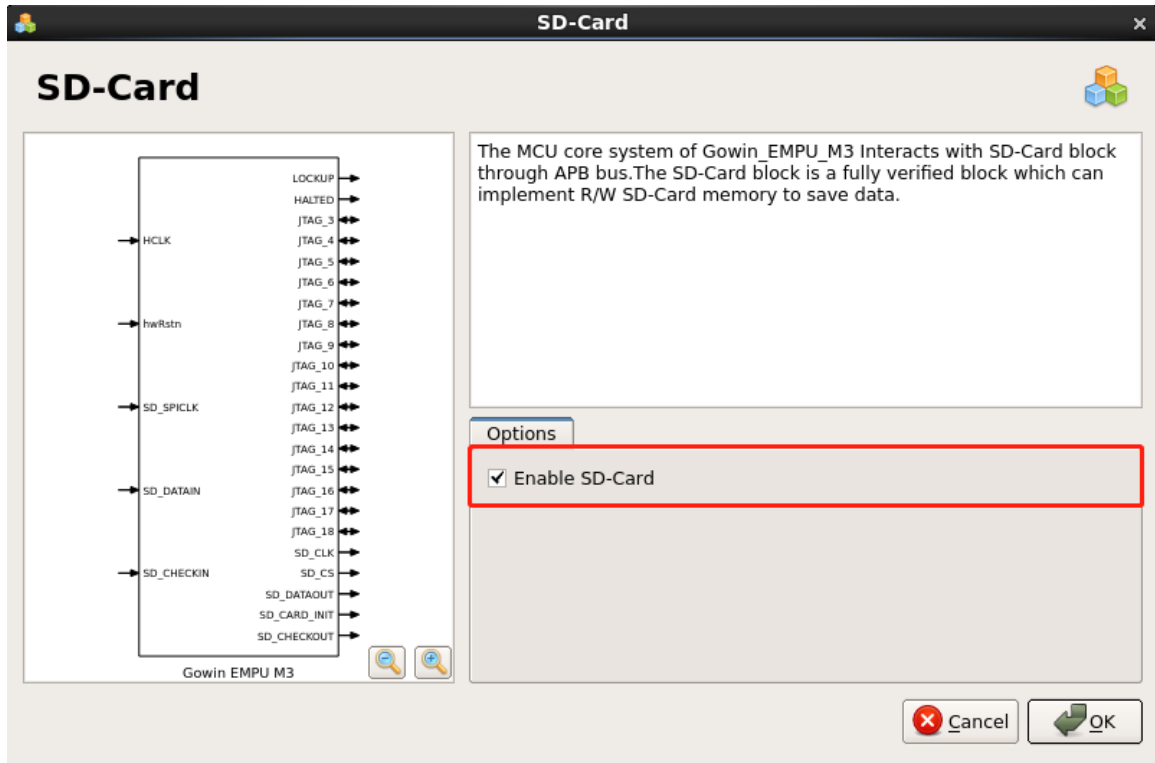 SD-Card
SD-Card
LOCKUP
HALTED
JTAG_3
HCLK JTAG_4
JTAG_5
JTAG_6
JTAG_7
hwRstn JTAG_8
JTAG_9
JTAG_10
JTAG_11
SD_SPICLK JTAG_12
JTAG_13
JTAG_14
JTAG_15
SD_DATAIN JTAG_16
JTAG_17
JTAG_18
SD_CLK
SD_CHECKIN SD_CS
SD_DATAOUT
SD_CARD_INIT
SD_CHECKOUT
Gowin EMPU M3
The MCU core system of Gowin_EMPU_M3 Interacts with SD-Card block
through APB bus.The SD-Card block is a fully verified block which can
implement R/W SD-Card memory to save data.
Options
Enable SD-Card
Cancel
OK